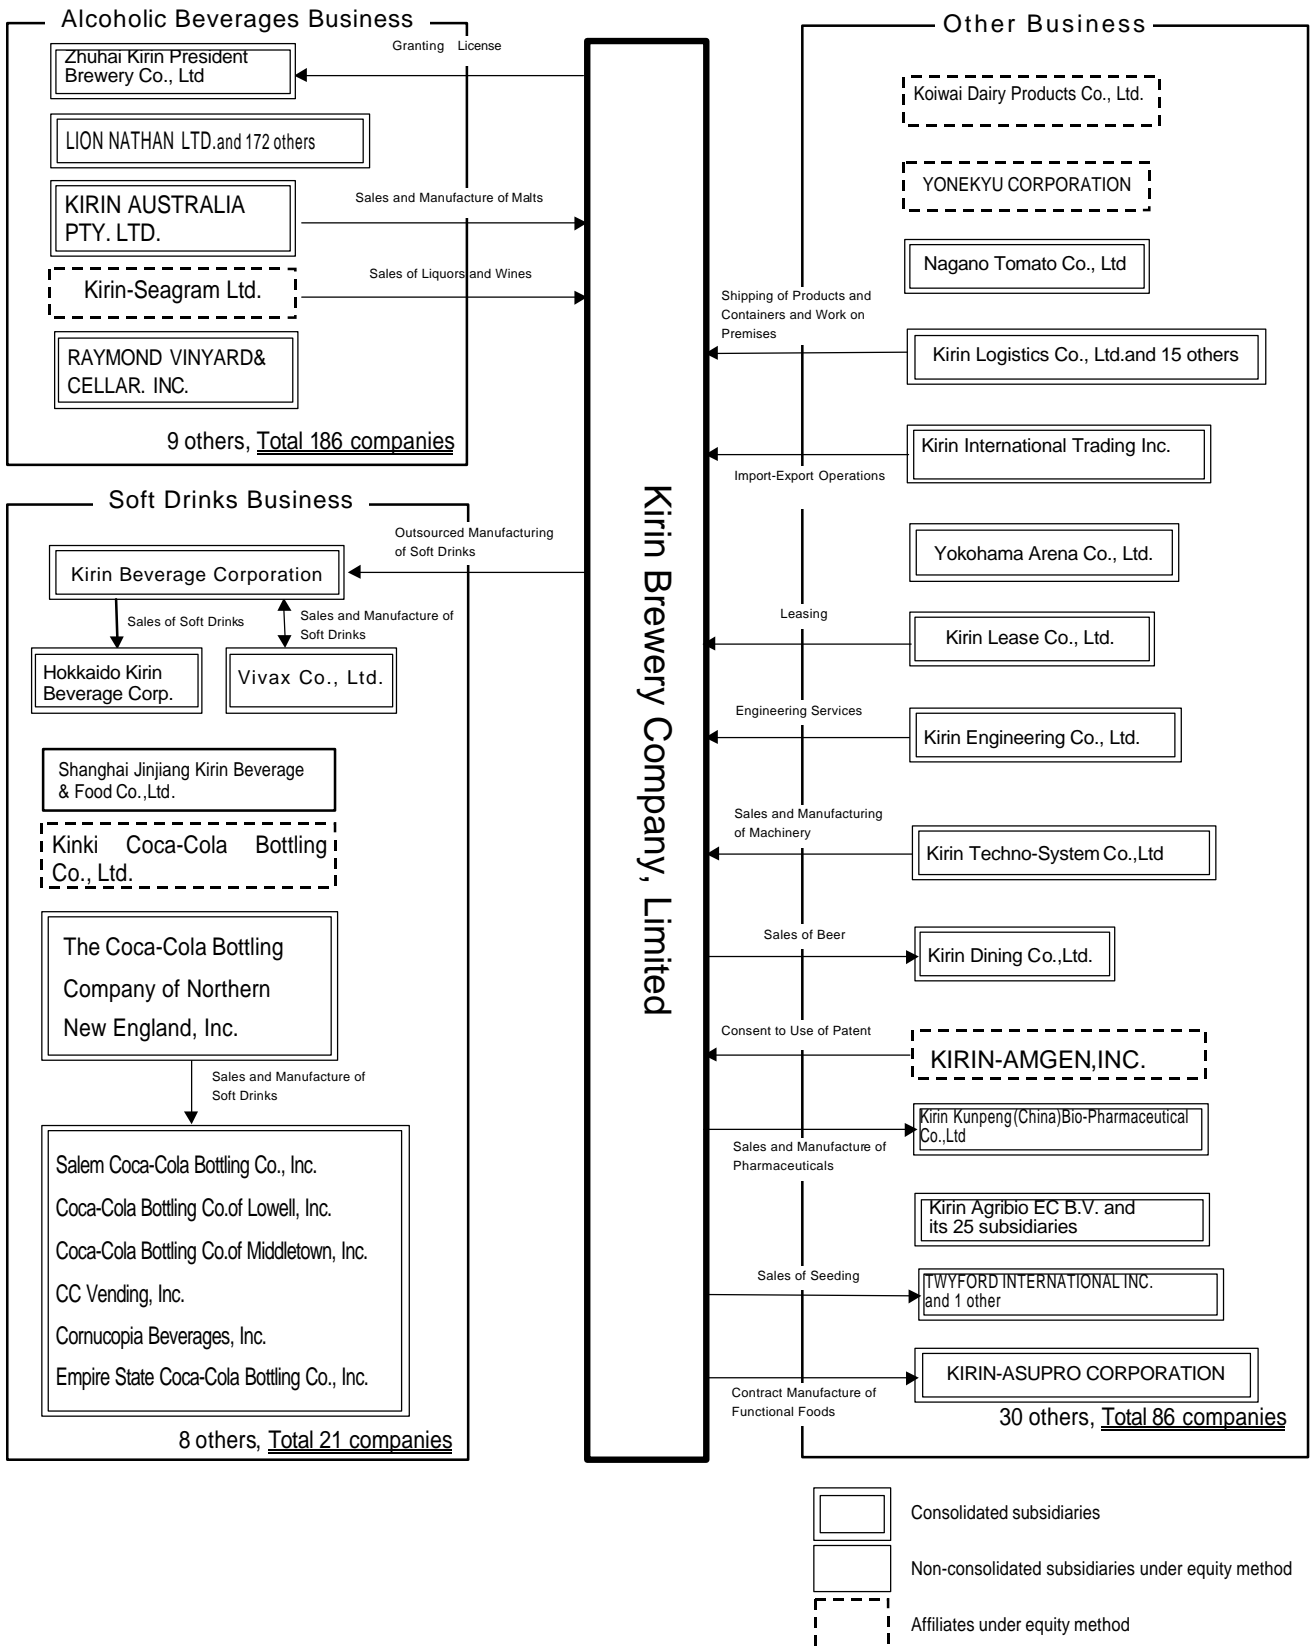 Alcoholic Beverages Business
Granting License
Zhuhai Kirin President
Brewery Co., Ltd
LION NATHAN LTD.and 172 others
KIRIN AUSTRALIA
PTY. LTD.
Sales and Manufacture of Malts
Kirin-Seagram Ltd.
Sales of Liquors and Wines
RAYMOND VINYARD&
CELLAR. INC.
9 others, Total 186 companies
Soft Drinks Business
Outsourced Manufacturing
of Soft Drinks
Kirin Beverage Corporation
Sales of Soft Drinks
Sales and Manufacture of
Soft Drinks
Hokkaido Kirin
Beverage Corp.
Vivax Co., Ltd.
Shanghai Jinjiang Kirin Beverage
& Food Co.,Ltd.
Kinki Coca-Cola Bottling
Co., Ltd.
The Coca-Cola Bottling
Company of Northern
New England, Inc.
Sales and Manufacture of
Soft Drinks
Salem Coca-Cola Bottling Co., Inc.
Coca-Cola Bottling Co.of Lowell, Inc.
Coca-Cola Bottling Co.of Middletown, Inc.
CC Vending, Inc.
Cornucopia Beverages, Inc.
Empire State Coca-Cola Bottling Co., Inc.
8 others, Total 21 companies
Kirin Brewery Company, Limited
Other Business
Koiwai Dairy Products Co., Ltd.
YONEKYU CORPORATION
Nagano Tomato Co., Ltd
Shipping of Products and
Containers and Work on
Premises
Kirin Logistics Co., Ltd.and 15 others
Kirin International Trading Inc.
Import-Export Operations
Yokohama Arena Co., Ltd.
Leasing
Kirin Lease Co., Ltd.
Engineering Services
Kirin Engineering Co., Ltd.
Sales and Manufacturing
of Machinery
Kirin Techno-System Co.,Ltd
Sales of Beer
Kirin Dining Co.,Ltd.
Consent to Use of Patent
KIRIN-AMGEN,INC.
Kirin Kunpeng(China)Bio-Pharmaceutical
Co.,Ltd
Sales and Manufacture of
Pharmaceuticals
Kirin Agribio EC B.V. and
its 25 subsidiaries
Sales of Seeding
TWYFORD INTERNATIONAL INC.
and 1 other
KIRIN-ASUPRO CORPORATION
Contract Manufacture of
Functional Foods
30 others, Total 86 companies
Consolidated subsidiaries
Non-consolidated subsidiaries under equity method
Affiliates under equity method